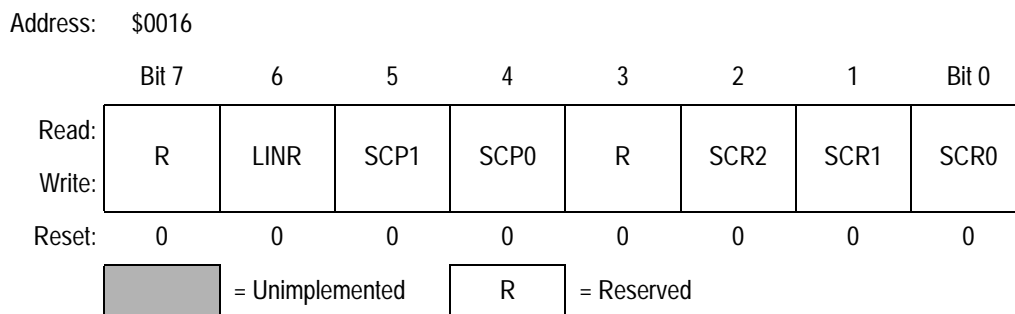 Address: $0016
Bit 7 6 5 4 3 2 1 Bit 0
Read:
R LINR SCP1 SCP0 R SCR2 SCR1 SCR0
Write:
Reset: 0 0 0 0 0 0 0 0
= Unimplemented R = Reserved